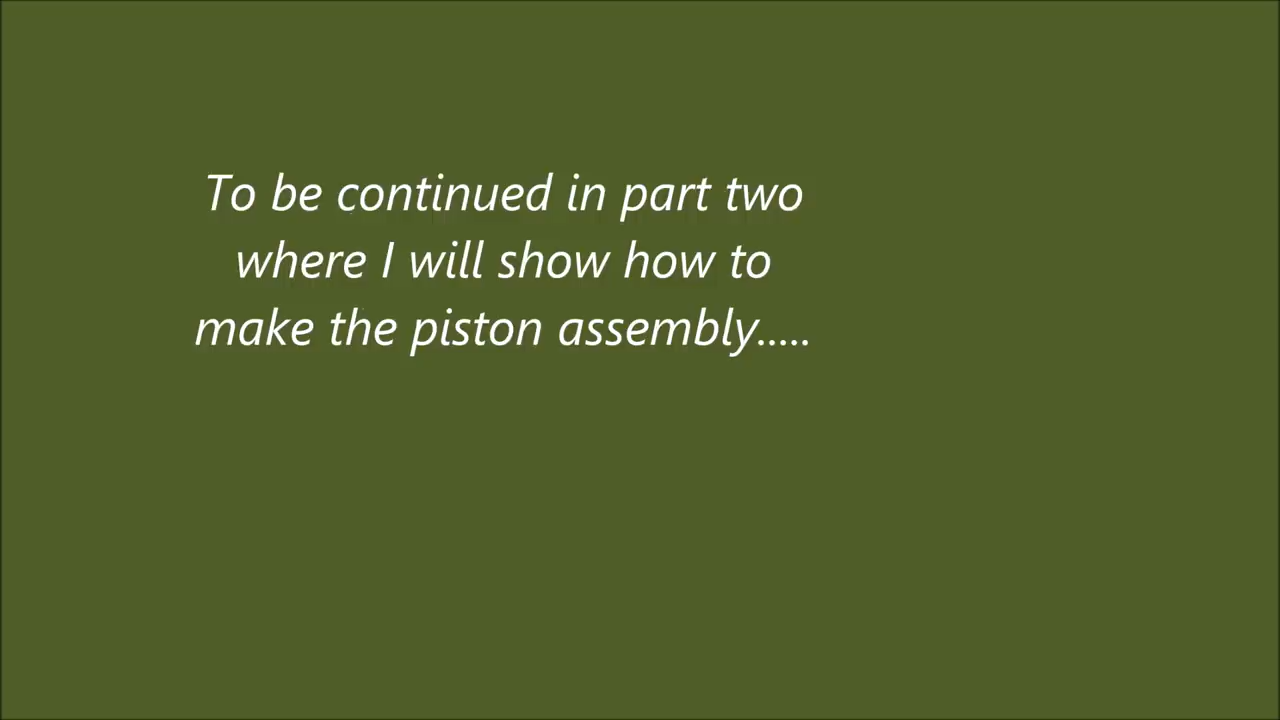 To be continued in part two
where I will show how to
make the piston assembly.....